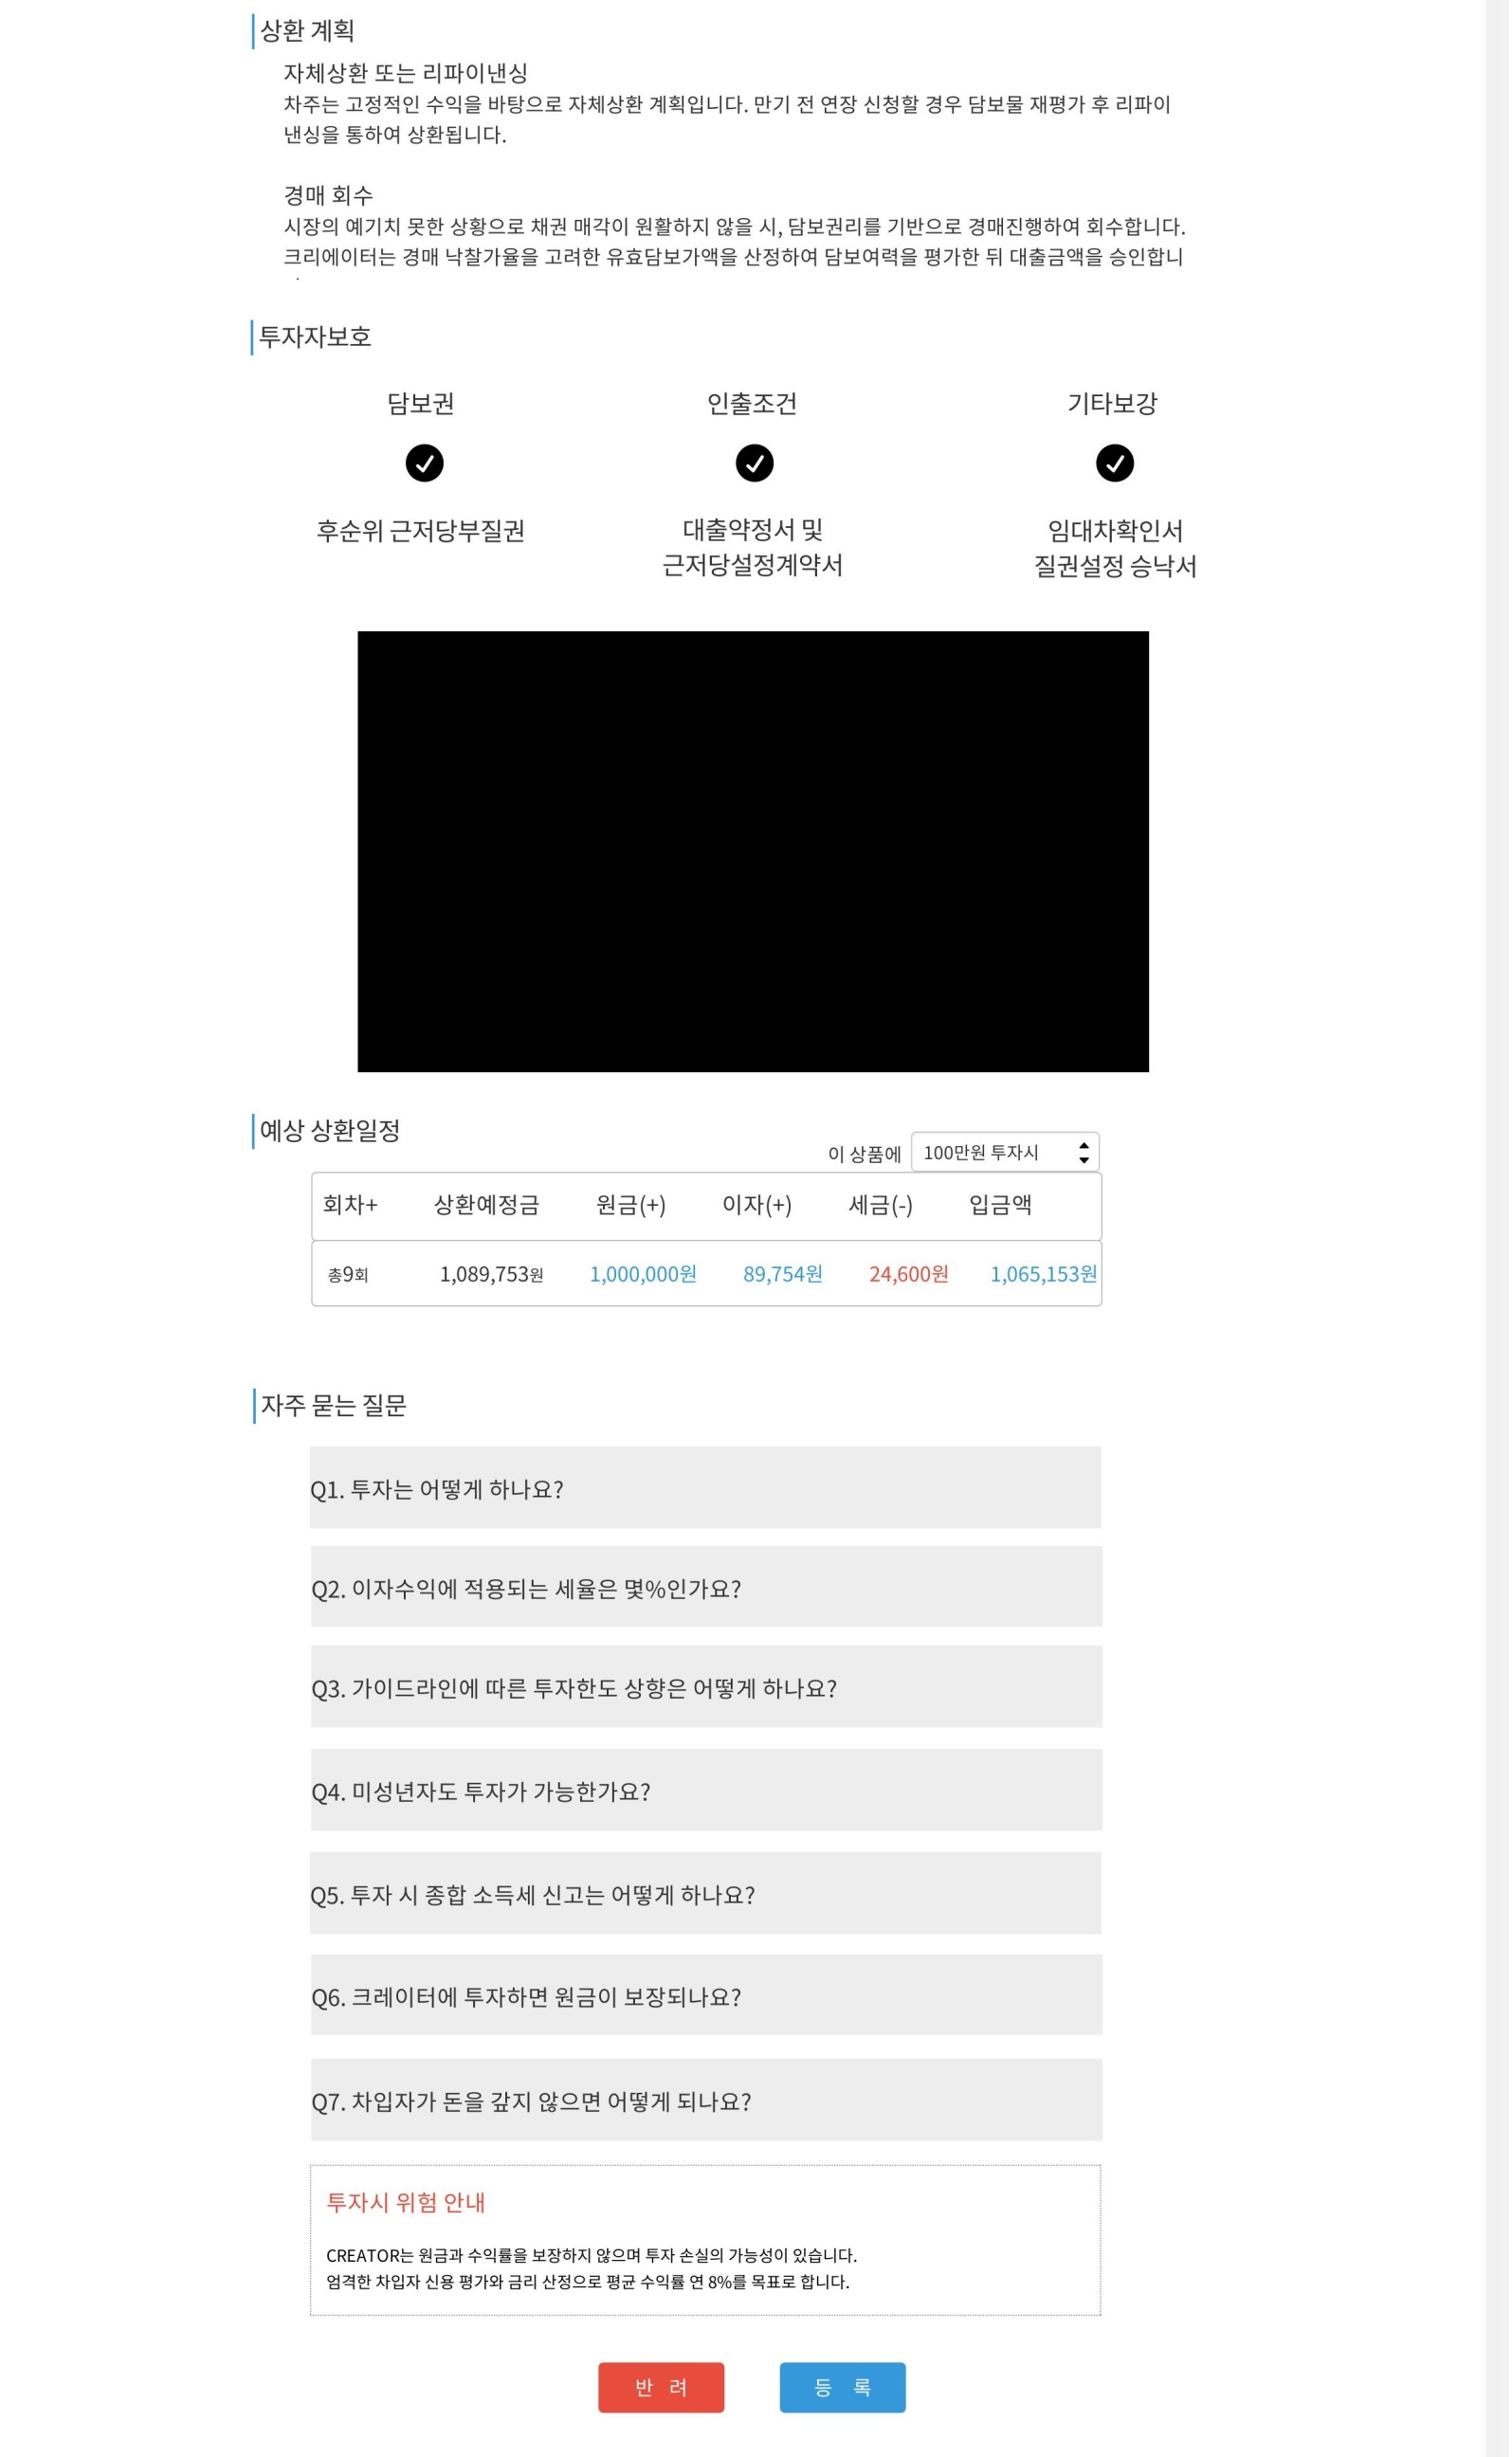 상환 계획
자체상환 또는 리파이낸싱
차주는 고정적인 수익을 바탕으로 자체상환 계획입니다. 만기 전 연장 신청할 경우 담보물 재평가 후 리파이
낸싱을 통하여 상환됩니다.
경매 회수
시장의 예기치 못한 상황으로 채권 매각이 원활하지 않을 시, 담보권리를 기반으로 경매진행하여 회수합니다.
크리에이터는 경매 낙찰가율을 고려한 유효담보가액을 산정하여 담보여력을 평가한 뒤 대출금액을 승인합니
투자자보호
담보권 인출조건 기타보강
후순위 근저당부질권 대출약정서 및 임대차확인서
근저당설정계약서 질권설정 승낙서
예상 상환일정
이 상품에 100만원 투자시
회차+ 상환예정금 원금(+) 이자(+) 세금(-) 입금액
총9회 1,089,753원 1,000,000원 89,754원 24,600원 1,065,153원
자주 묻는 질문
Q1. 투자는 어떻게 하나요?
Q2. 이자수익에 적용되는 세율은 몇%인가요?
Q3. 가이드라인에 따른 투자한도 상향은 어떻게 하나요?
Q4. 미성년자도 투자가 가능한가요?
Q5. 투자 시 종합 소득세 신고는 어떻게 하나요?
Q6. 크레이터에 투자하면 원금이 보장되나요?
Q7. 차입자가 돈을 갚지 않으면 어떻게 되나요?
투자시 위험 안내
CREATOR는 원금과 수익률을 보장하지 않으며 투자 손실의 가능성이 있습니다.
엄격한 차입자 신용 평가와 금리 산정으로 평균 수익률 연 8%를 목표로 합니다.
반 려 등 록